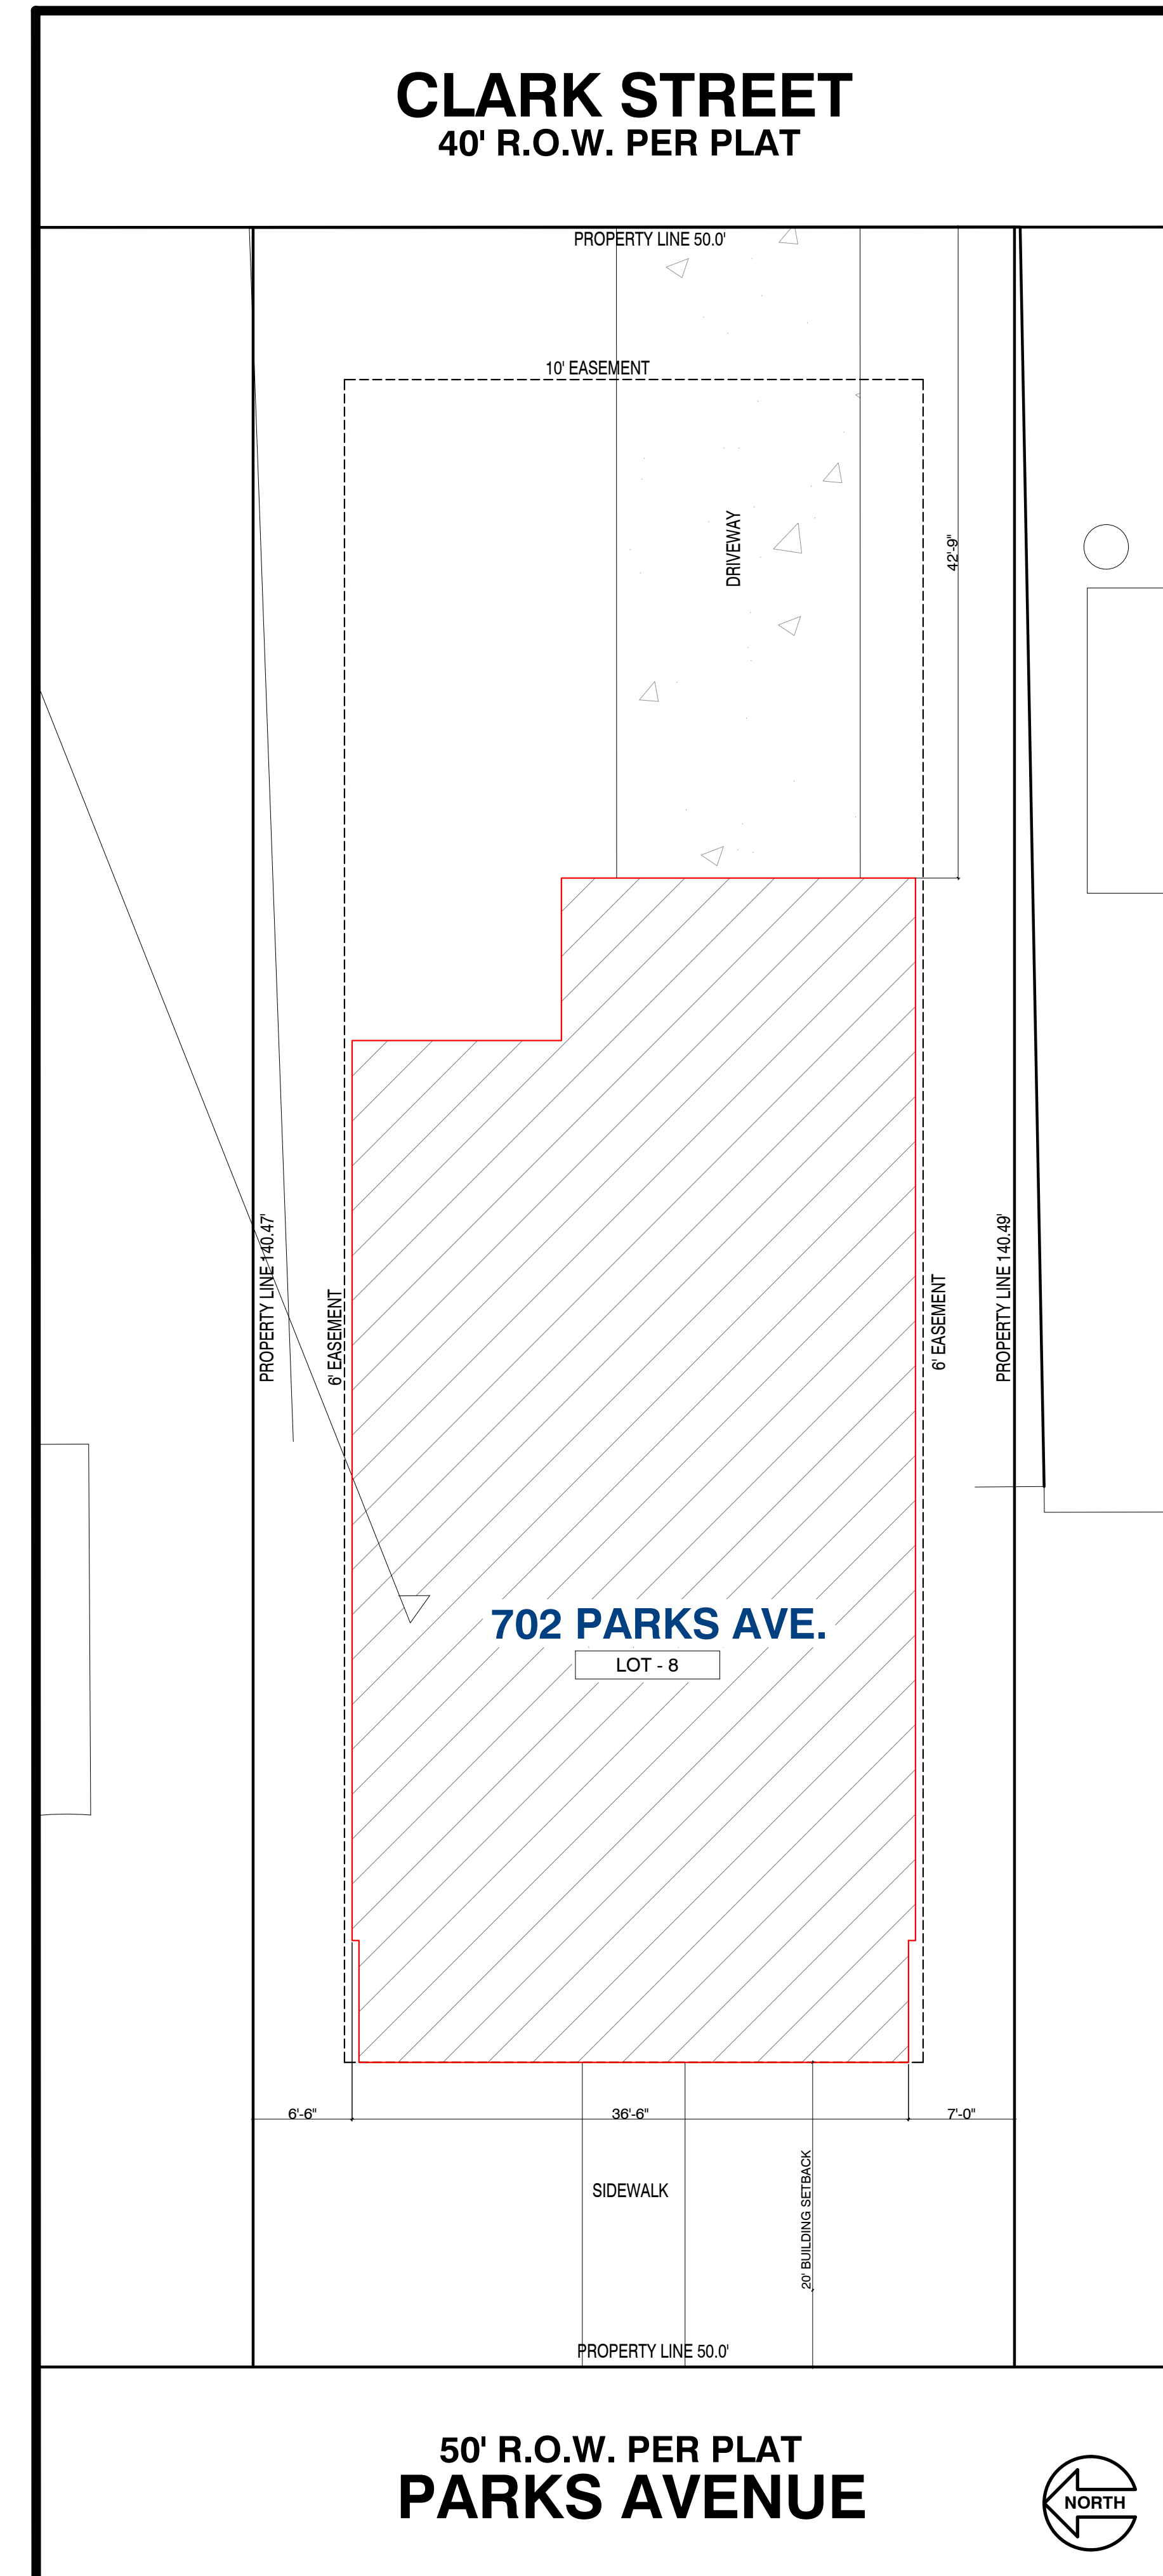 CLARK STREET
40' R.O.W. PER PLAT
PROPERTY LINE 50.0'
10' EASEMENT
DRIVEWAY
42'-9"
PROPERTY LINE 140.47'
6' EASEMENT
6' EASEMENT
PROPERTY LINE 140.49'
702 PARKS AVE.
LOT - 8
6'-6"
36'-6"
7'-0"
SIDEWALK
20' BUILDING SETBACK
PROPERTY LINE 50.0'
50' R.O.W. PER PLAT
PARKS AVENUE
NORTH